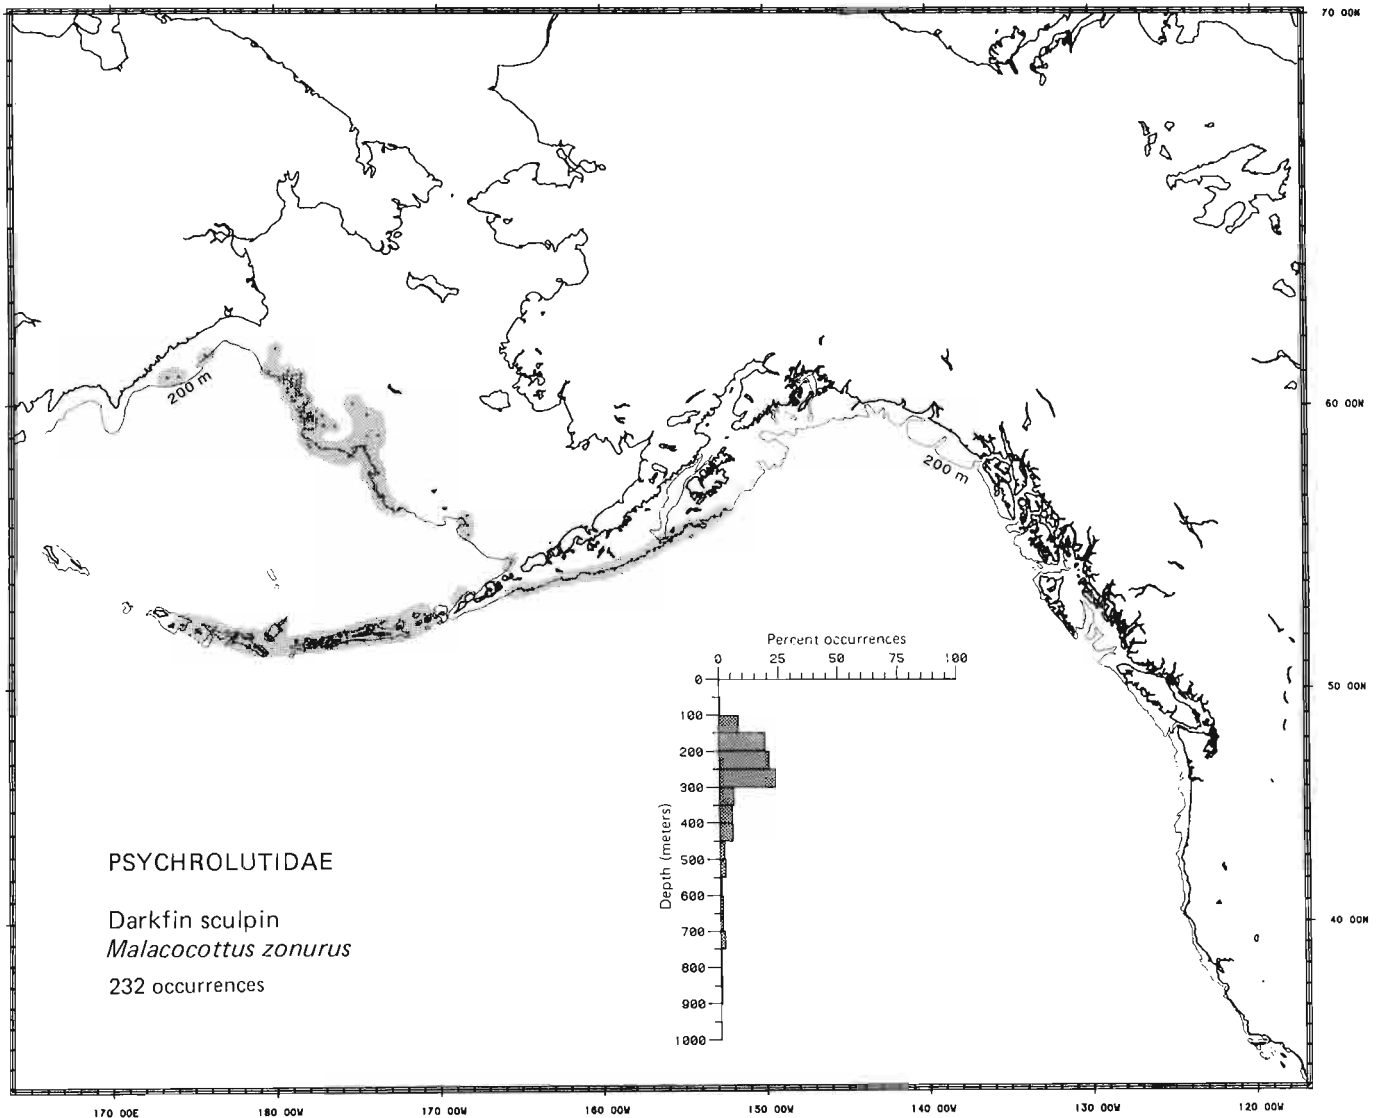 70 00N
200 m
60 00N
200 m
Percent occurrences
0 25 50 75 100
50 00N
0
100
200
300
400
500
600
700
800
900
1000
Depth (meters)
PSYCHROLUTIDAE
Darkfin sculpin
Malacocottus zonurus
232 occurrences
40 00N
170 00E 180 00W 170 00W 160 00W 150 00W 140 00W 130 00W 120 00W